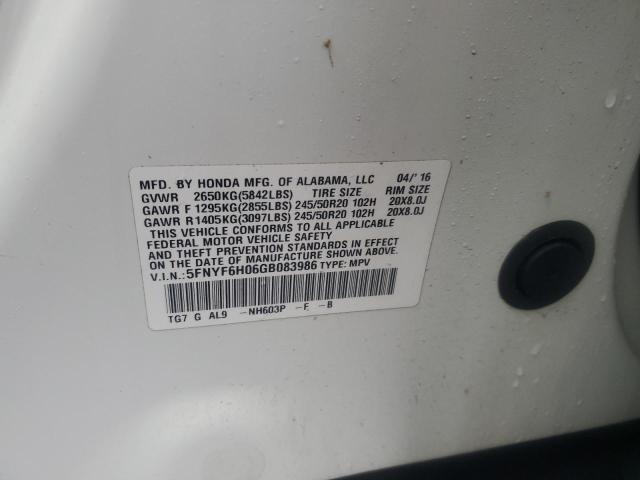 MFD. BY HONDA MFG. OF ALABAMA, LLC 04/'16
GVWR 2650KG(5842LBS) TIRE SIZE RIM SIZE
GAWR F 1295KG(2855LBS) 245/50R20 102H 20X8.0J
GAWR R 1405KG(3097LBS) 245/50R20 102H 20X8.0J
THIS VEHICLE CONFORMS TO ALL APPLICABLE
FEDERAL MOTOR VEHICLE SAFETY
AND THEFT PREVENTION STANDARDS IN EFFECT
ON THE DATE OF MANUFACTURE SHOWN ABOVE.
V.I.N.: 5FNYF6H06GB083986 TYPE: MPV
TG7 G AL9 -NH603P -F -B